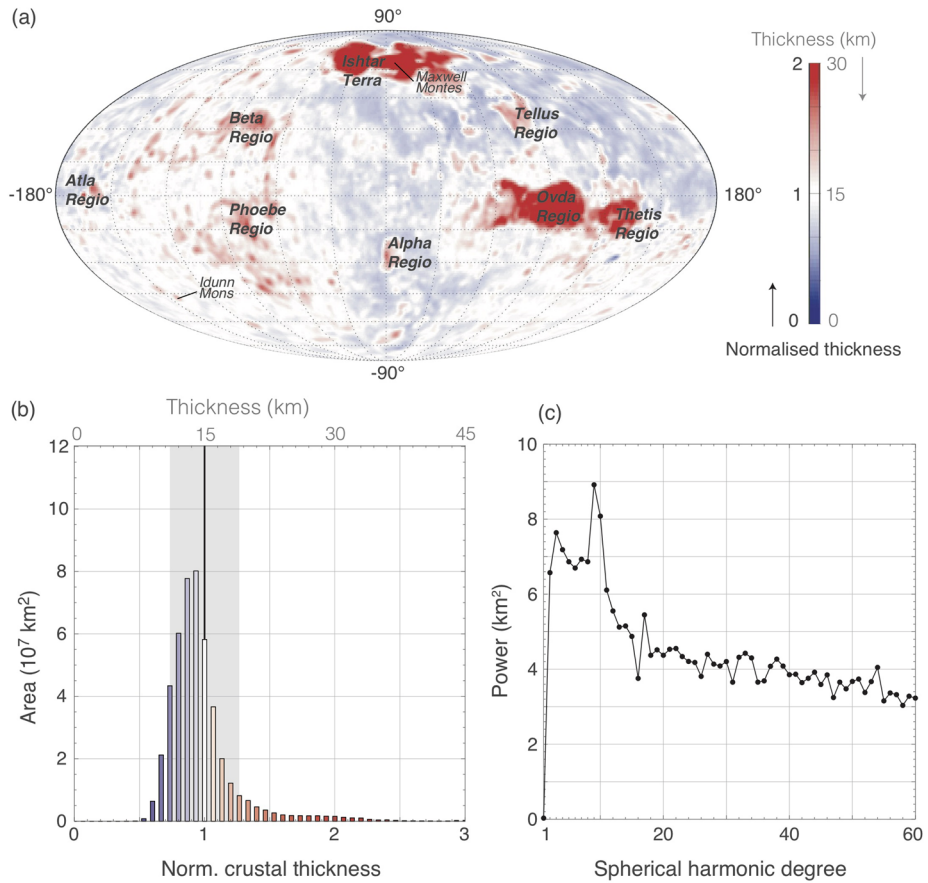 (a)
90°
Thickness (km)
Ishtar
Terra
Maxwell
Montes
2
30
Beta
Regio
Tellus
Regio
-180°
Atla
Regio
1
15
180°
Phoebe
Regio
Ovda
Regio
Thetis
Regio
Alpha
Regio
Idunn
Mons
0
0
Normalised thickness
-90°
(b)
Thickness (km)
0
15
30
45
12
10
8
6
4
2
0
Area (10⁷ km²)
0
1
2
3
Norm. crustal thickness
(c)
10
8
6
4
2
0
Power (km²)
1
20
40
60
Spherical harmonic degree